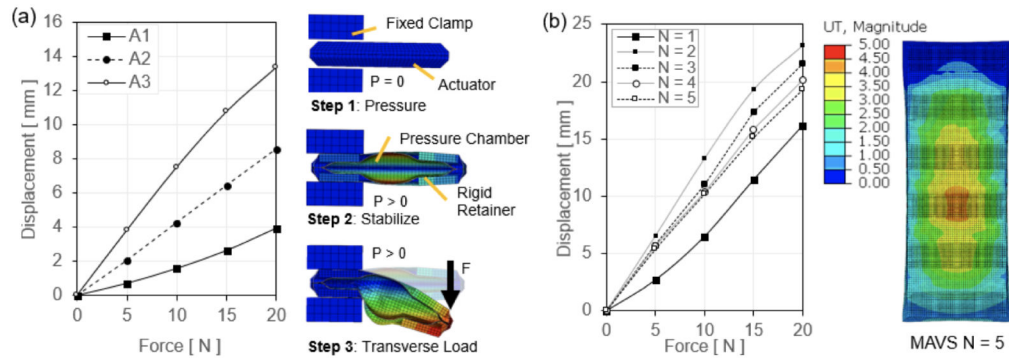 (a)
Displacement [ mm ]
16
14
12
10
8
6
4
2
0
A1
A2
A3
0 5 10 15 20
Force [ N ]
Fixed Clamp
P = 0
Actuator
Step 1: Pressure
Pressure Chamber
P > 0
Rigid
Retainer
Step 2: Stabilize
P > 0
F
Step 3: Transverse Load
(b)
Displacement [ mm ]
25
20
15
10
5
0
N = 1
N = 2
N = 3
N = 4
N = 5
0 5 10 15 20
Force [ N ]
UT, Magnitude
5.00
4.50
4.00
3.50
3.00
2.50
2.00
1.50
1.00
0.50
0.00
MAVS N = 5